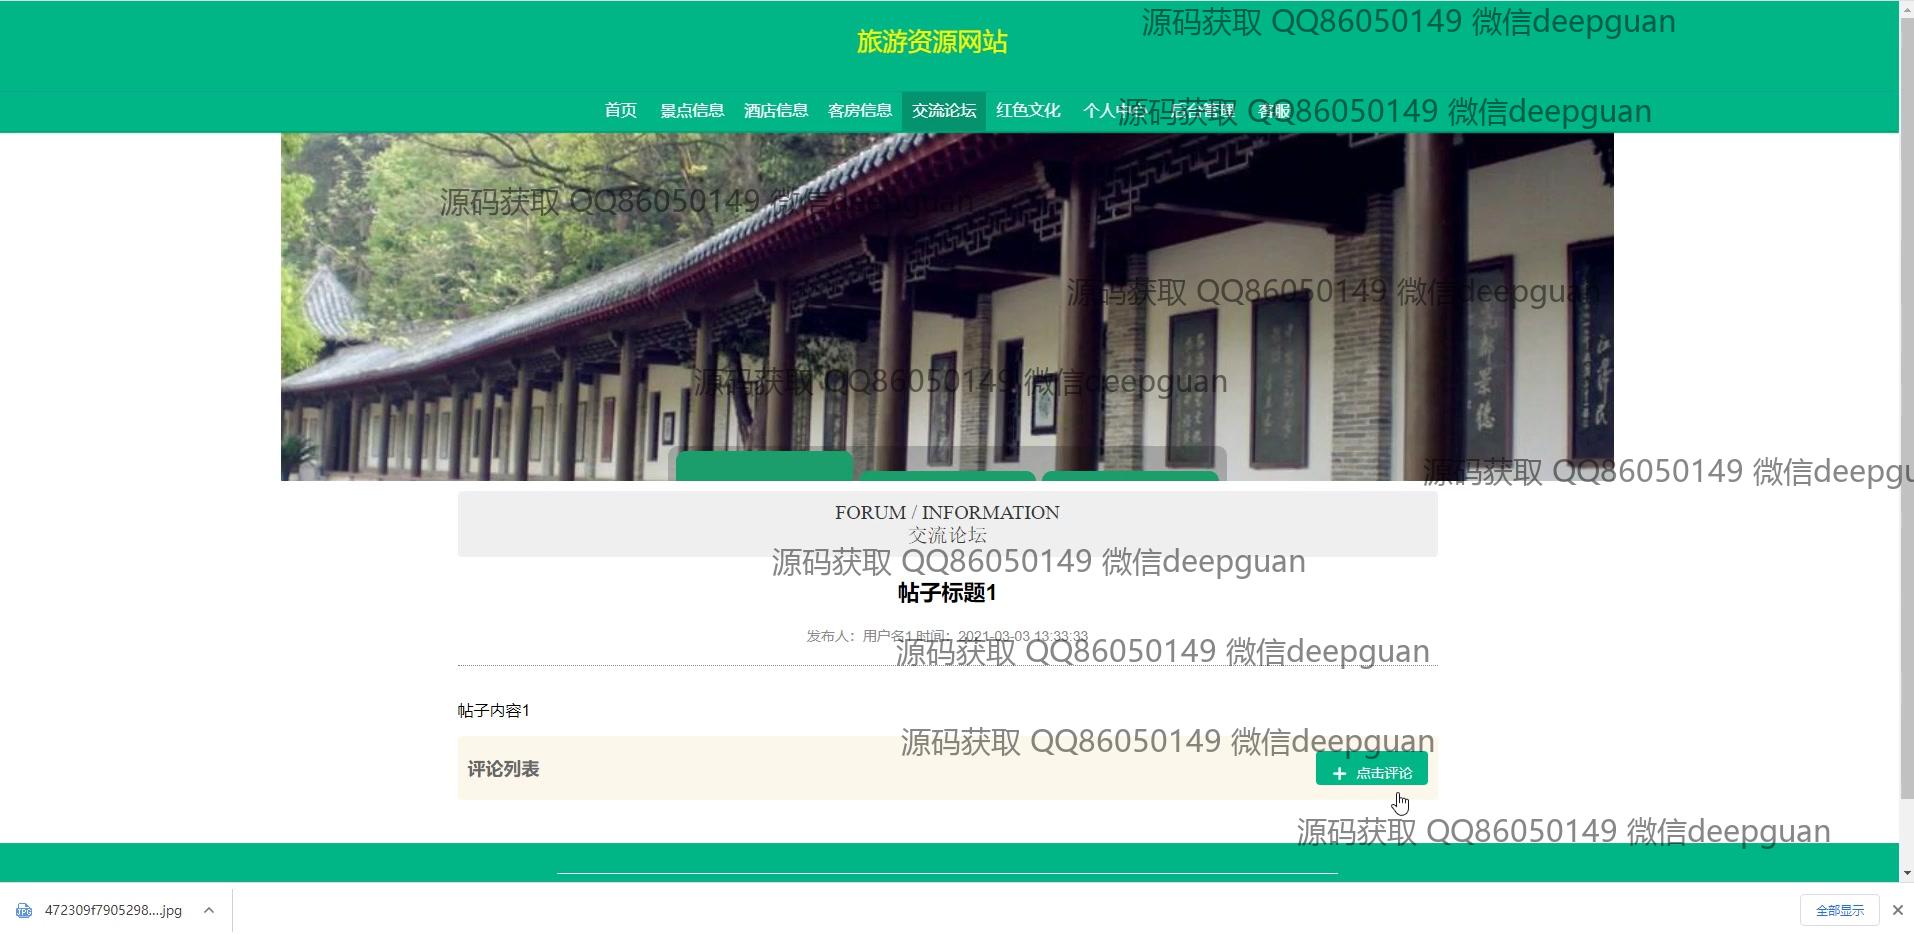 源码获取 QQ86050149 微信deepguan
旅游资源网站
首页 景点信息 酒店信息 客房信息 交流论坛 红色文化 个人中心 后台管理 客服
源码获取 QQ86050149 微信deepguan
源码获取 QQ86050149 微信deepguan
源码获取 QQ86050149 微信deepguan
源码获取 QQ86050149 微信deepguan
源码获取 QQ86050149 微信deepgu
FORUM / INFORMATION
交流论坛
源码获取 QQ86050149 微信deepguan
帖子标题1
发布人：用户名1 时间：2021-03-03 13:33:33
源码获取 QQ86050149 微信deepguan
帖子内容1
源码获取 QQ86050149 微信deepguan
评论列表
+ 点击评论
源码获取 QQ86050149 微信deepguan
472309f7905298....jpg
全部显示